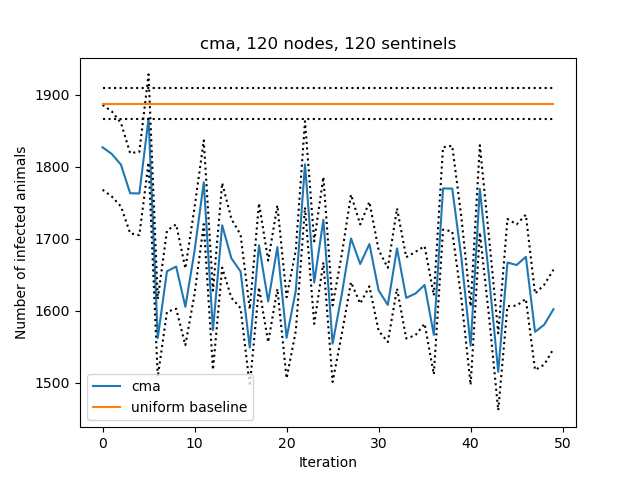 cma, 120 nodes, 120 sentinels
Number of infected animals
1900
1800
1700
1600
1500
cma
uniform baseline
0 10 20 30 40 50
Iteration